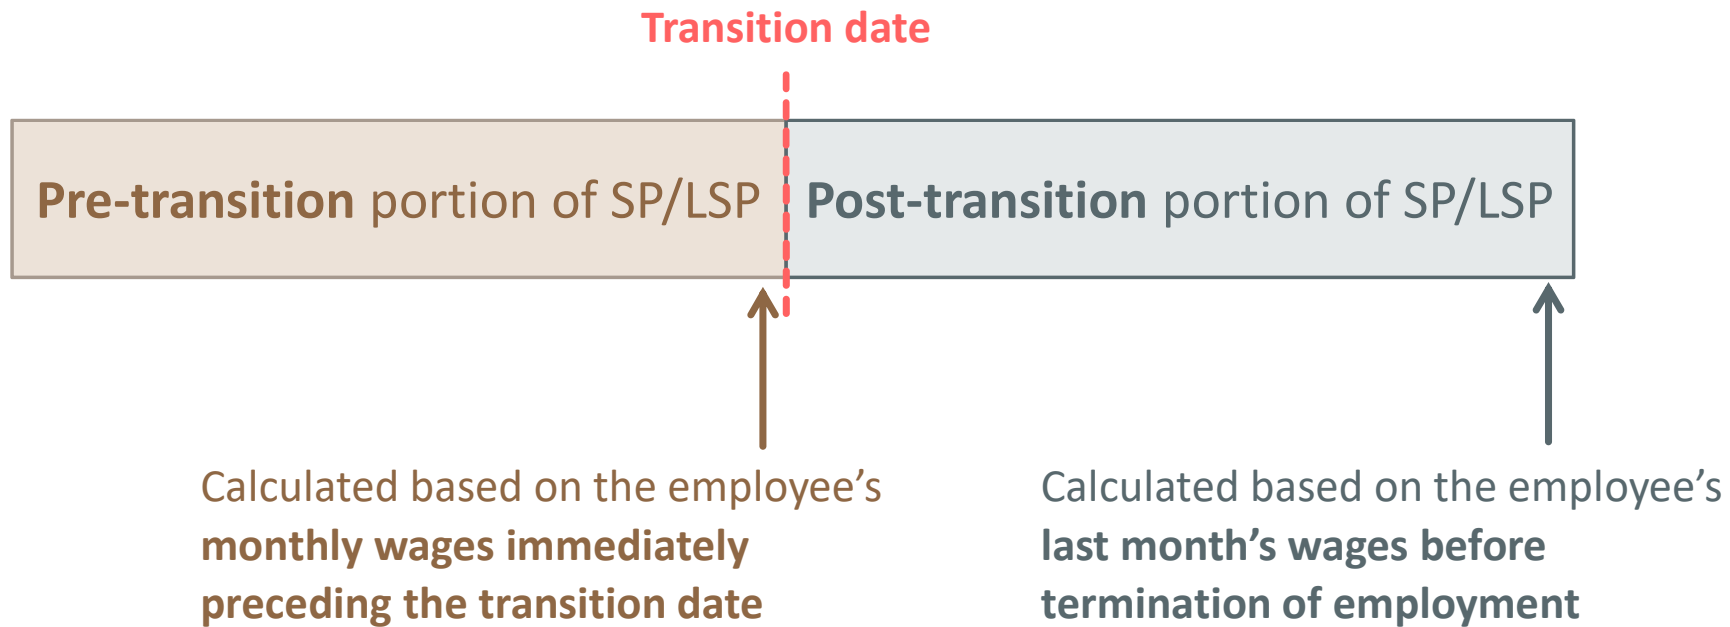 Transition date
Pre-transition portion of SP/LSP
Post-transition portion of SP/LSP
Calculated based on the employee’s
monthly wages immediately
preceding the transition date
Calculated based on the employee’s
last month’s wages before
termination of employment